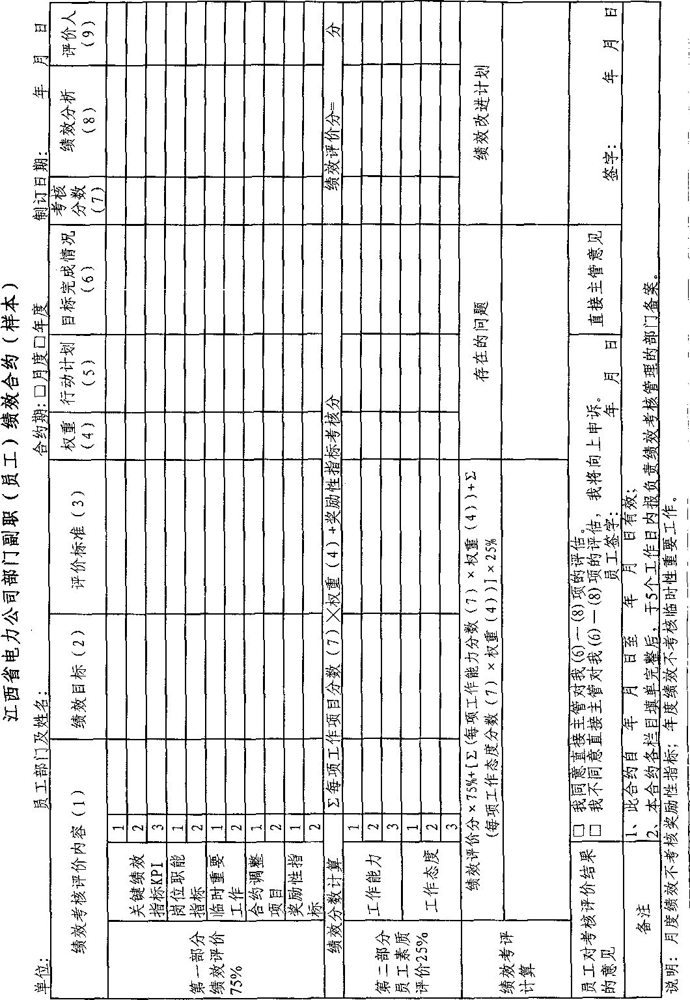 江西省电力公司部门副职(员工)绩效合约(样本)
单位: 员工部门及姓名: 合约期:□月度□年度 制订日期: 年 月 日
绩效考核评价内容(1) 绩效目标(2) 评价标准(3) 权重(4) 行动计划(5) 目标完成情况(6) 考核分数(7) 绩效分析(8) 评价人(9)
第一部分
绩效评价
75%
关键绩效
指标KPI
1
2
3
岗位职能
指标
1
2
临时重要
工作
1
2
合约调整
项目
1
2
奖励性指
标
1
2
绩效分数计算 Σ每项工作项目分数(7)×权重(4)+奖励性指标考核分 绩效评价分= 分
第二部分
员工素质
评价25%
工作能力
1
2
3
工作态度
1
2
3
绩效考评
计算
绩效评价分×75%+[Σ(每项工作能力分数(7)×权重(4))+Σ
(每项工作态度分数(7)×权重(4))]×25%
存在的问题 绩效改进计划
员工对考核评价结果
的意见
□ 我同意直接主管对我(6)—(8)项的评估。
□ 我不同意直接主管对我(6)—(8)项的评估,我将向上申诉。
员工签字: 年 月 日
直接主管意见
签字: 年 月 日
备注
1、此合约自 年 月 日至 年 月 日有效;
2、本合约各栏目填单完整后,于5个工作日内报负责绩效考核管理的部门备案。
说明:月度绩效不考核奖励性指标;年度绩效不考核临时性重要工作。